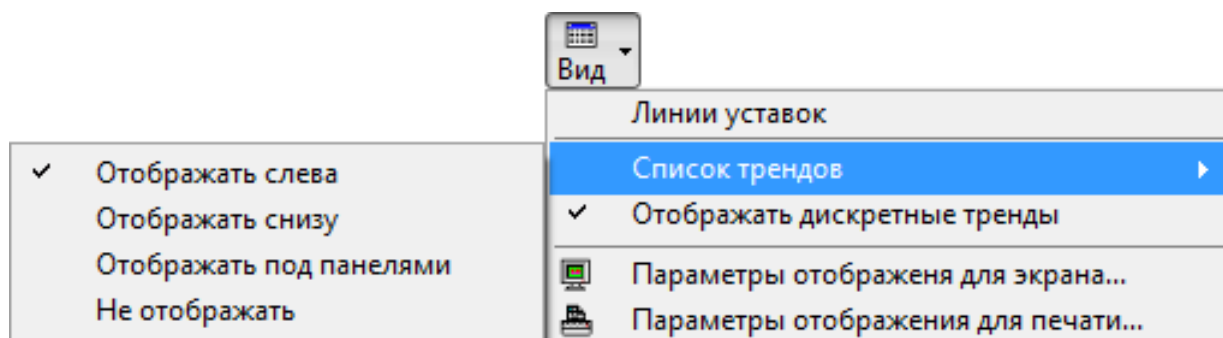 Вид
Линии уставок
Список трендов
Отображать дискретные тренды
Параметры отображеня для экрана...
Параметры отображения для печати...
Отображать слева
Отображать снизу
Отображать под панелями
Не отображать